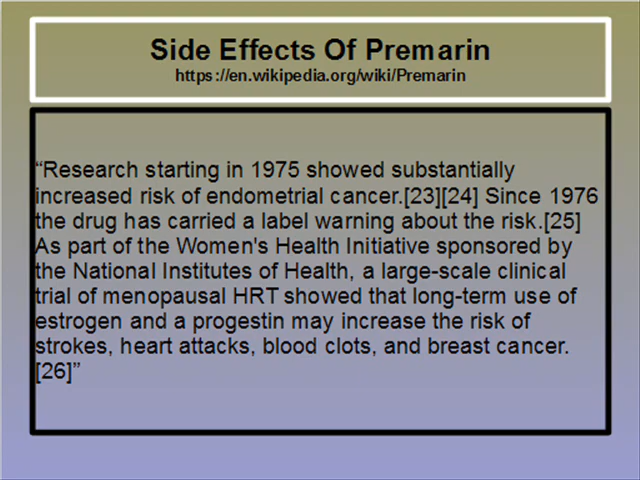 Side Effects Of Premarin
https://en.wikipedia.org/wiki/Premarin
“Research starting in 1975 showed substantially
increased risk of endometrial cancer.[23][24] Since 1976
the drug has carried a label warning about the risk.[25]
As part of the Women's Health Initiative sponsored by
the National Institutes of Health, a large-scale clinical
trial of menopausal HRT showed that long-term use of
estrogen and a progestin may increase the risk of
strokes, heart attacks, blood clots, and breast cancer.
[26]”